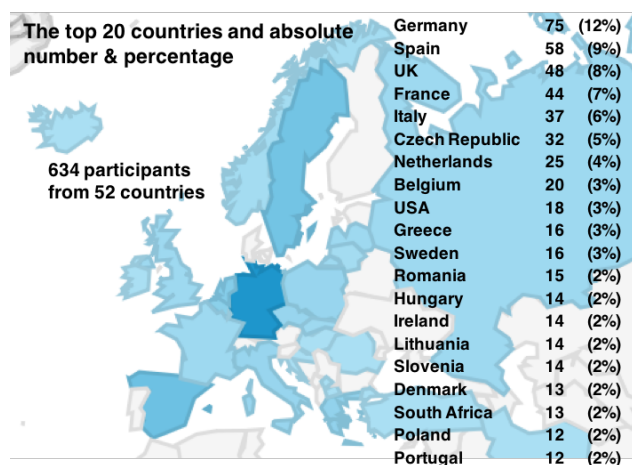 The top 20 countries and absolute
number & percentage
634 participants
from 52 countries
Germany 75 (12%)
Spain 58 (9%)
UK 48 (8%)
France 44 (7%)
Italy 37 (6%)
Czech Republic 32 (5%)
Netherlands 25 (4%)
Belgium 20 (3%)
USA 18 (3%)
Greece 16 (3%)
Sweden 16 (3%)
Romania 15 (2%)
Hungary 14 (2%)
Ireland 14 (2%)
Lithuania 14 (2%)
Slovenia 14 (2%)
Denmark 13 (2%)
South Africa 13 (2%)
Poland 12 (2%)
Portugal 12 (2%)